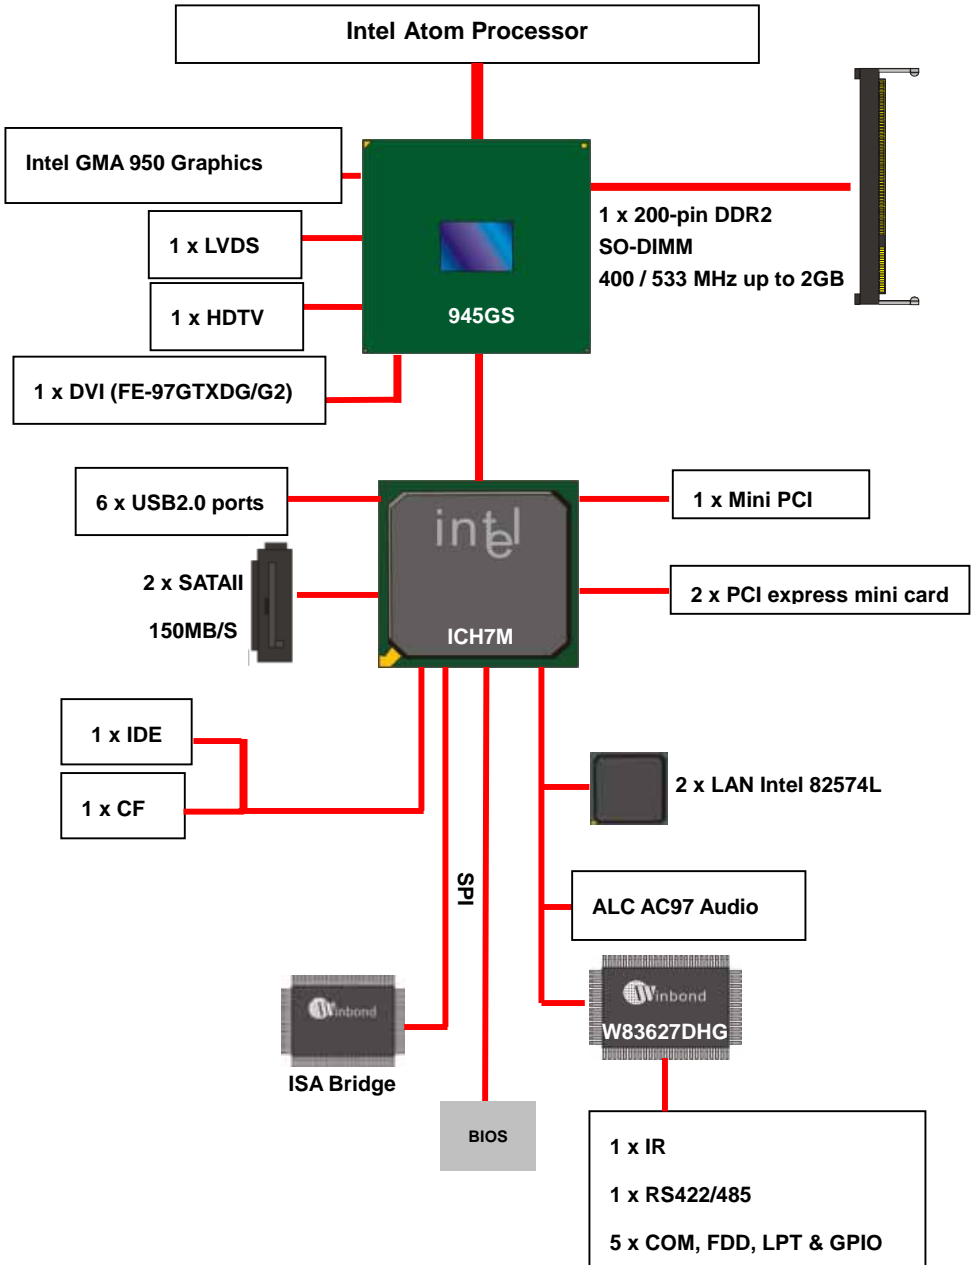 Intel Atom Processor
Intel GMA 950 Graphics
1 x LVDS
1 x HDTV
1 x DVI (FE-97GTXDG/G2)
945GS
1 x 200-pin DDR2
SO-DIMM
400 / 533 MHz up to 2GB
6 x USB2.0 ports
intel
ICH7M
1 x Mini PCI
2 x SATAII
150MB/S
2 x PCI express mini card
1 x IDE
1 x CF
2 x LAN Intel 82574L
SPI
ALC AC97 Audio
Winbond
ISA Bridge
Winbond
W83627DHG
BIOS
1 x IR
1 x RS422/485
5 x COM, FDD, LPT & GPIO